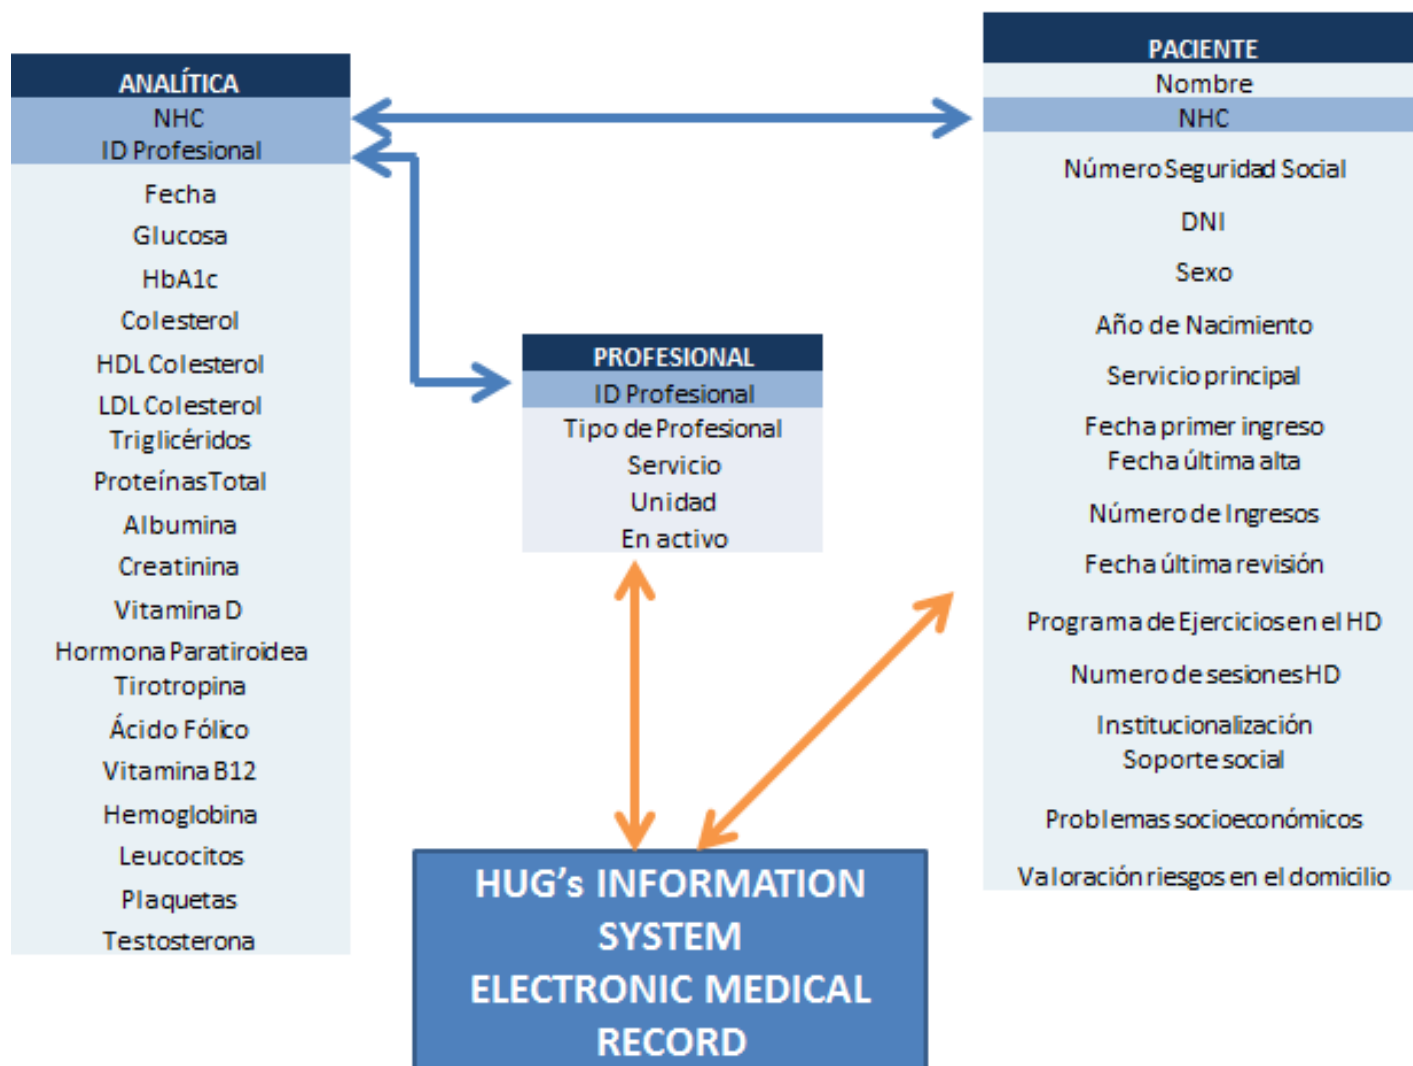 ANALÍTICA
NHC
ID Profesional
Fecha
Glucosa
HbA1c
Colesterol
HDL Colesterol
LDL Colesterol
Triglicéridos
Proteínas Total
Albumina
Creatinina
Vitamina D
Hormona Paratiroidea
Tirotropina
Ácido Fólico
Vitamina B12
Hemoglobina
Leucocitos
Plaquetas
Testosterona
PROFESIONAL
ID Profesional
Tipo de Profesional
Servicio
Unidad
En activo
PACIENTE
Nombre
NHC
Número Seguridad Social
DNI
Sexo
Año de Nacimiento
Servicio principal
Fecha primer ingreso
Fecha última alta
Número de Ingresos
Fecha última revisión
Programa de Ejercicios en el HD
Numero de sesiones HD
Institucionalización
Soporte social
Problemas socioeconómicos
Valoración riesgos en el domicilio
HUG's INFORMATION
SYSTEM
ELECTRONIC MEDICAL
RECORD